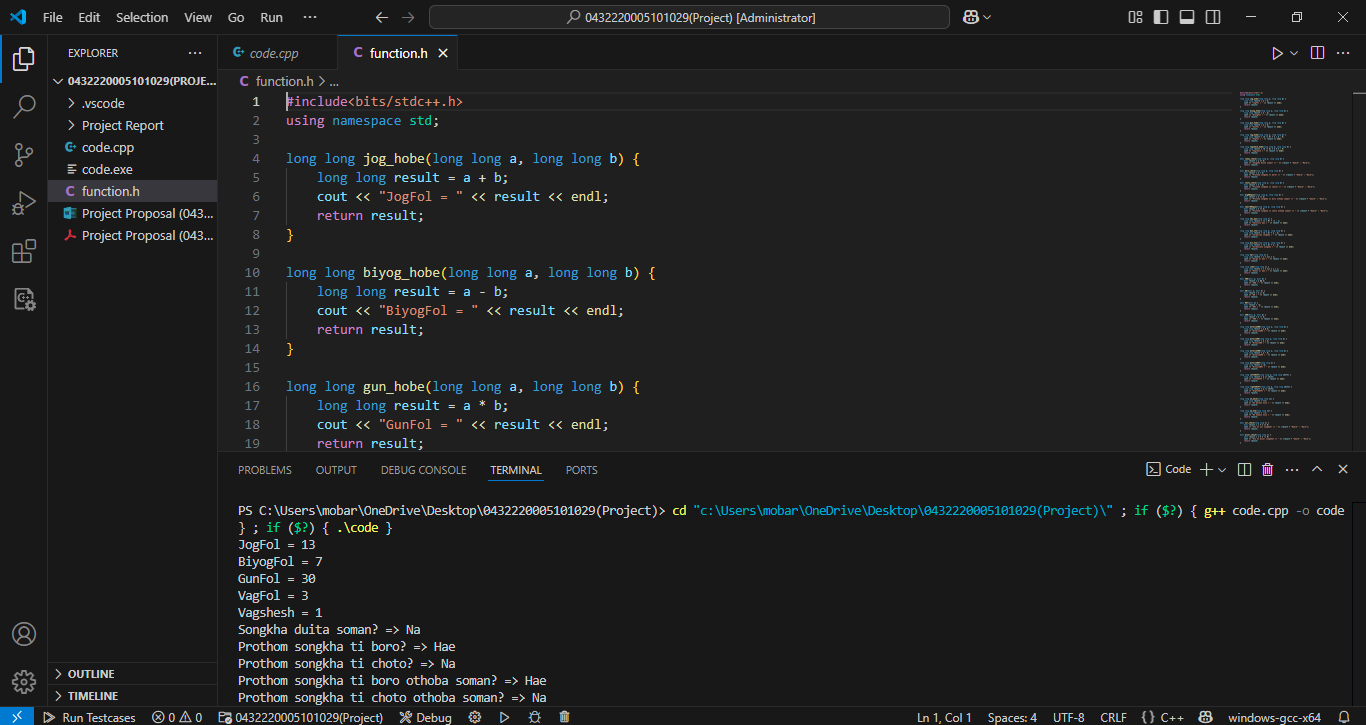 File Edit Selection View Go Run ··· 0432220005101029(Project) [Administrator]
EXPLORER ···
0432220005101029(PROJE...
.vscode
Project Report
code.cpp
code.exe
function.h
Project Proposal (043...
Project Proposal (043...
OUTLINE
TIMELINE
code.cpp function.h
function.h > ...
1 #include<bits/stdc++.h>
2 using namespace std;
3
4 long long jog_hobe(long long a, long long b) {
5 long long result = a + b;
6 cout << "JogFol = " << result << endl;
7 return result;
8 }
9
10 long long biyog_hobe(long long a, long long b) {
11 long long result = a - b;
12 cout << "BiyogFol = " << result << endl;
13 return result;
14 }
15
16 long long gun_hobe(long long a, long long b) {
17 long long result = a * b;
18 cout << "GunFol = " << result << endl;
19 return result;
PROBLEMS OUTPUT DEBUG CONSOLE TERMINAL PORTS Code
PS C:\Users\mobar\OneDrive\Desktop\0432220005101029(Project)> cd "c:\Users\mobar\OneDrive\Desktop\0432220005101029(Project)\" ; if ($?) { g++ code.cpp -o code
} ; if ($?) { .\code }
JogFol = 13
BiyogFol = 7
GunFol = 30
VagFol = 3
Vagshesh = 1
Songkha duita soman? => Na
Prothom songkha ti boro? => Hae
Prothom songkha ti choto? => Na
Prothom songkha ti boro othoba soman? => Hae
Prothom songkha ti choto othoba soman? => Na
Run Testcases 0 0 0432220005101029(Project) Debug Ln 1, Col 1 Spaces: 4 UTF-8 CRLF {} C++ windows-gcc-x64